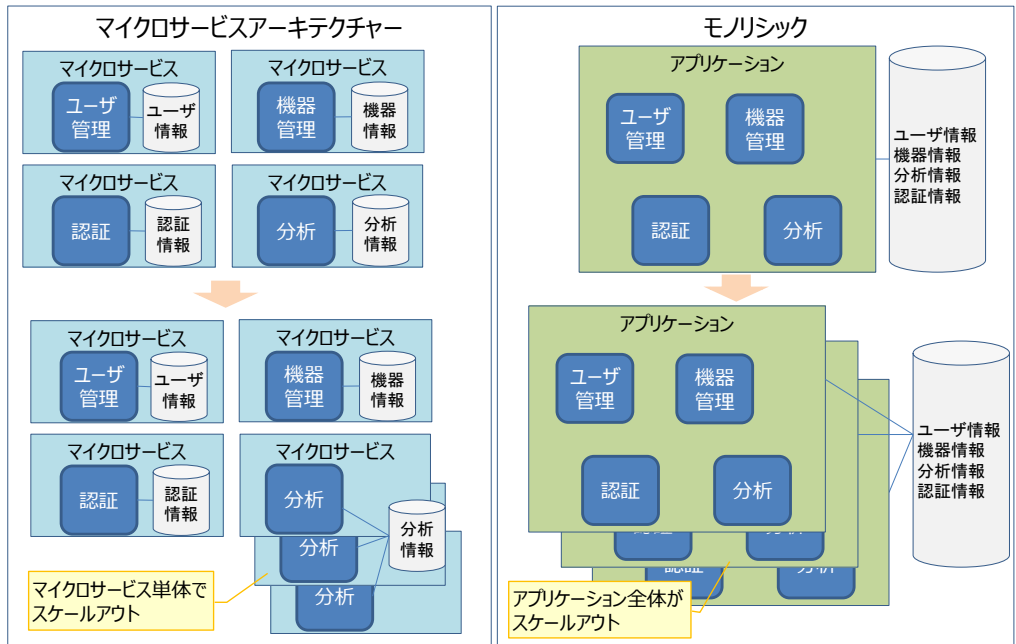 マイクロサービスアーキテクチャー
マイクロサービス
ユーザ
管理
ユーザ
情報
マイクロサービス
機器
管理
機器
情報
マイクロサービス
認証
認証
情報
マイクロサービス
分析
分析
情報
マイクロサービス
ユーザ
管理
ユーザ
情報
マイクロサービス
機器
管理
機器
情報
マイクロサービス
認証
認証
情報
マイクロサービス
分析
分析
分析
分析
情報
マイクロサービス単体で
スケールアウト
モノリシック
アプリケーション
ユーザ
管理
機器
管理
認証
分析
ユーザ情報
機器情報
分析情報
認証情報
アプリケーション
ユーザ
管理
機器
管理
認証
分析
認証
分析
認証
分析
ユーザ情報
機器情報
分析情報
認証情報
アプリケーション全体が
スケールアウト